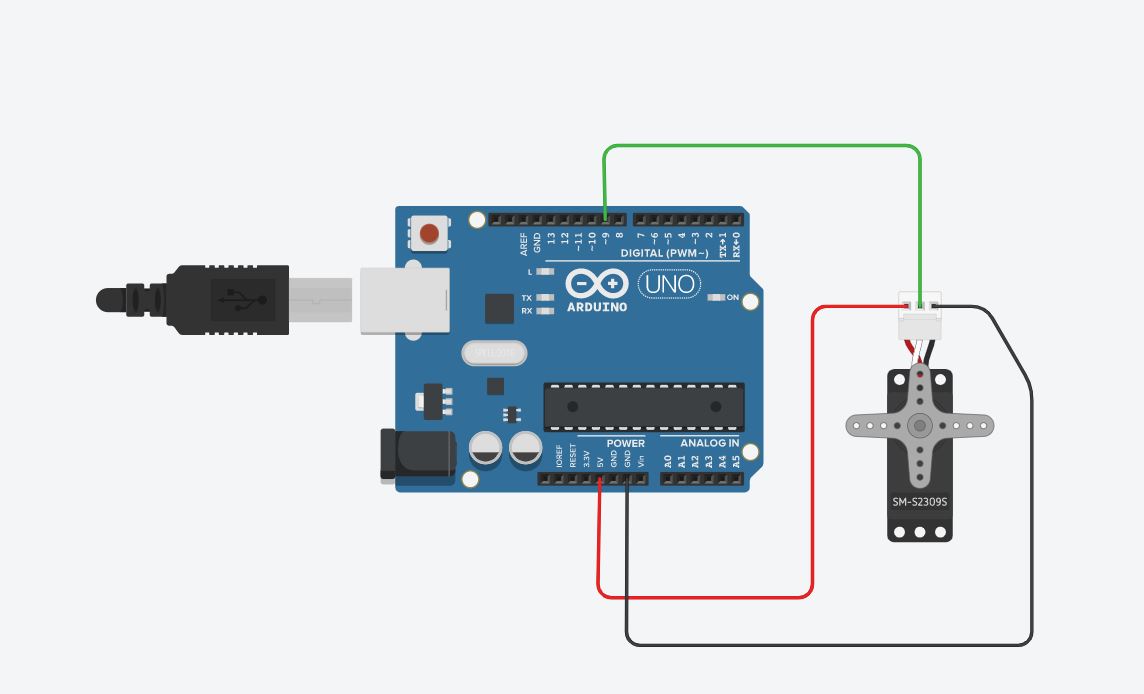 AREF
GND
13
12
~11
~10
~9
8
7
~6
~5
4
~3
2
TX→1
RX←0
DIGITAL (PWM~)
L
TX
RX
ARDUINO
UNO
ON
POWER
ANALOG IN
IOREF
RESET
3.3V
5V
GND
GND
Vin
A0
A1
A2
A3
A4
A5
SM-S2309S